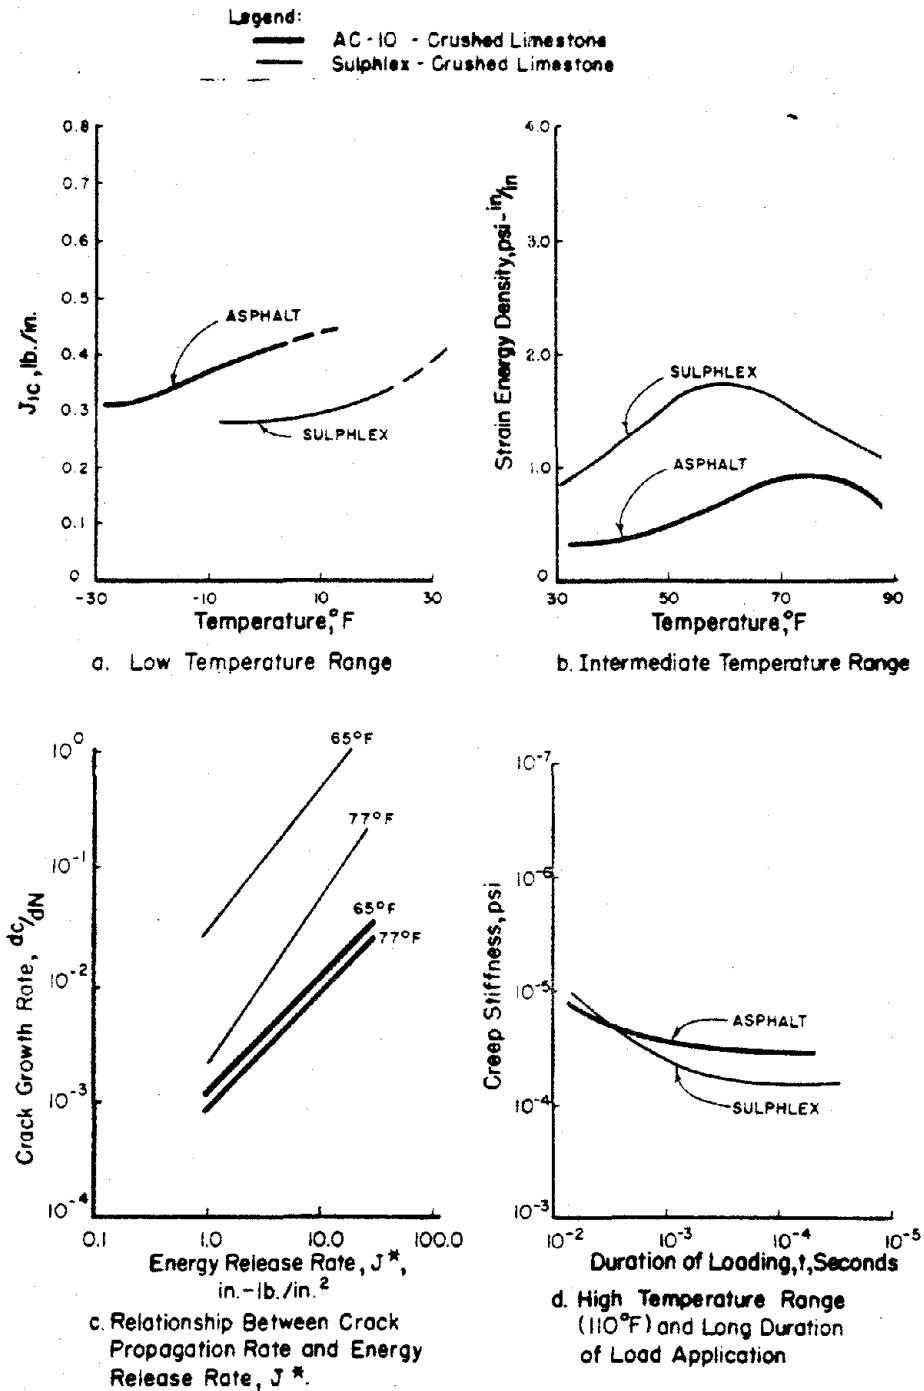 Legend:
AC-10 - Crushed Limestone
Sulphlex - Crushed Limestone
0.8
0.7
0.6
0.5
0.4
0.3
0.2
0.1
0
J1C, lb./in.
ASPHALT
SULPHLEX
-30
-10
10
30
Temperature,°F
a. Low Temperature Range
4.0
3.0
2.0
1.0
0
Strain Energy Density, psi-in/in
SULPHLEX
ASPHALT
30
50
70
90
Temperature,°F
b. Intermediate Temperature Range
10⁰
10⁻¹
10⁻²
10⁻³
10⁻⁴
Crack Growth Rate, dc/dN
65°F
77°F
65°F
77°F
0.1
1.0
10.0
100.0
Energy Release Rate, J*,
in.-lb./in.²
c. Relationship Between Crack
Propagation Rate and Energy
Release Rate, J*.
10⁻⁷
10⁻⁶
10⁻⁵
10⁻⁴
10⁻³
Creep Stiffness, psi
ASPHALT
SULPHLEX
10⁻²
10⁻³
10⁻⁴
10⁻⁵
Duration of Loading, t, Seconds
d. High Temperature Range
(110°F) and Long Duration
of Load Application